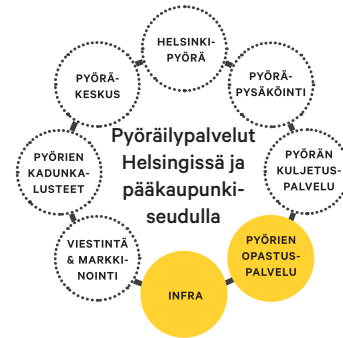 HELSINKI-
PYÖRÄ
PYÖRÄ-
PYSÄKÖINTI
PYÖRÄN
KULJETUS-
PALVELU
PYÖRIEN
OPASTUS-
PALVELU
INFRA
VIESTINTÄ
& MARKKI-
NOINTI
PYÖRIEN
KADUNKA-
LUSTEET
PYÖRÄ-
KESKUS
Pyöräilypalvelut
Helsingissä ja
pääkaupunki-
seudulla